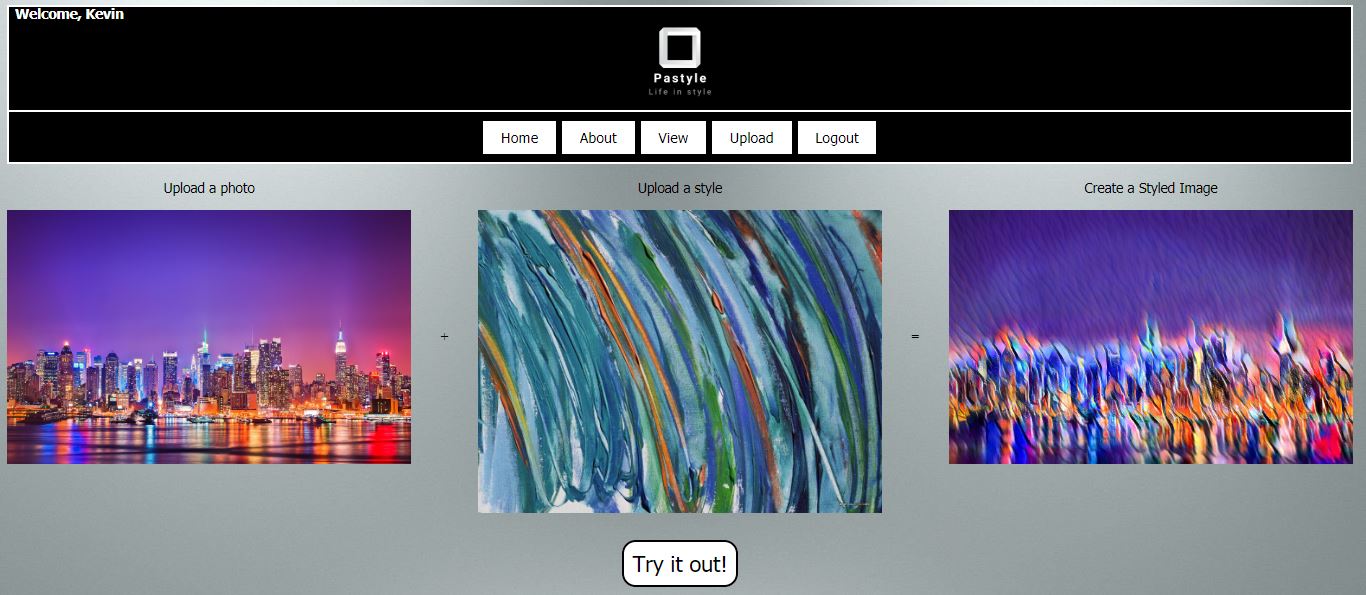 Welcome, Kevin
Pastyle
Life in style
Home About View Upload Logout
Upload a photo
Upload a style
Create a Styled Image
+
=
Try it out!